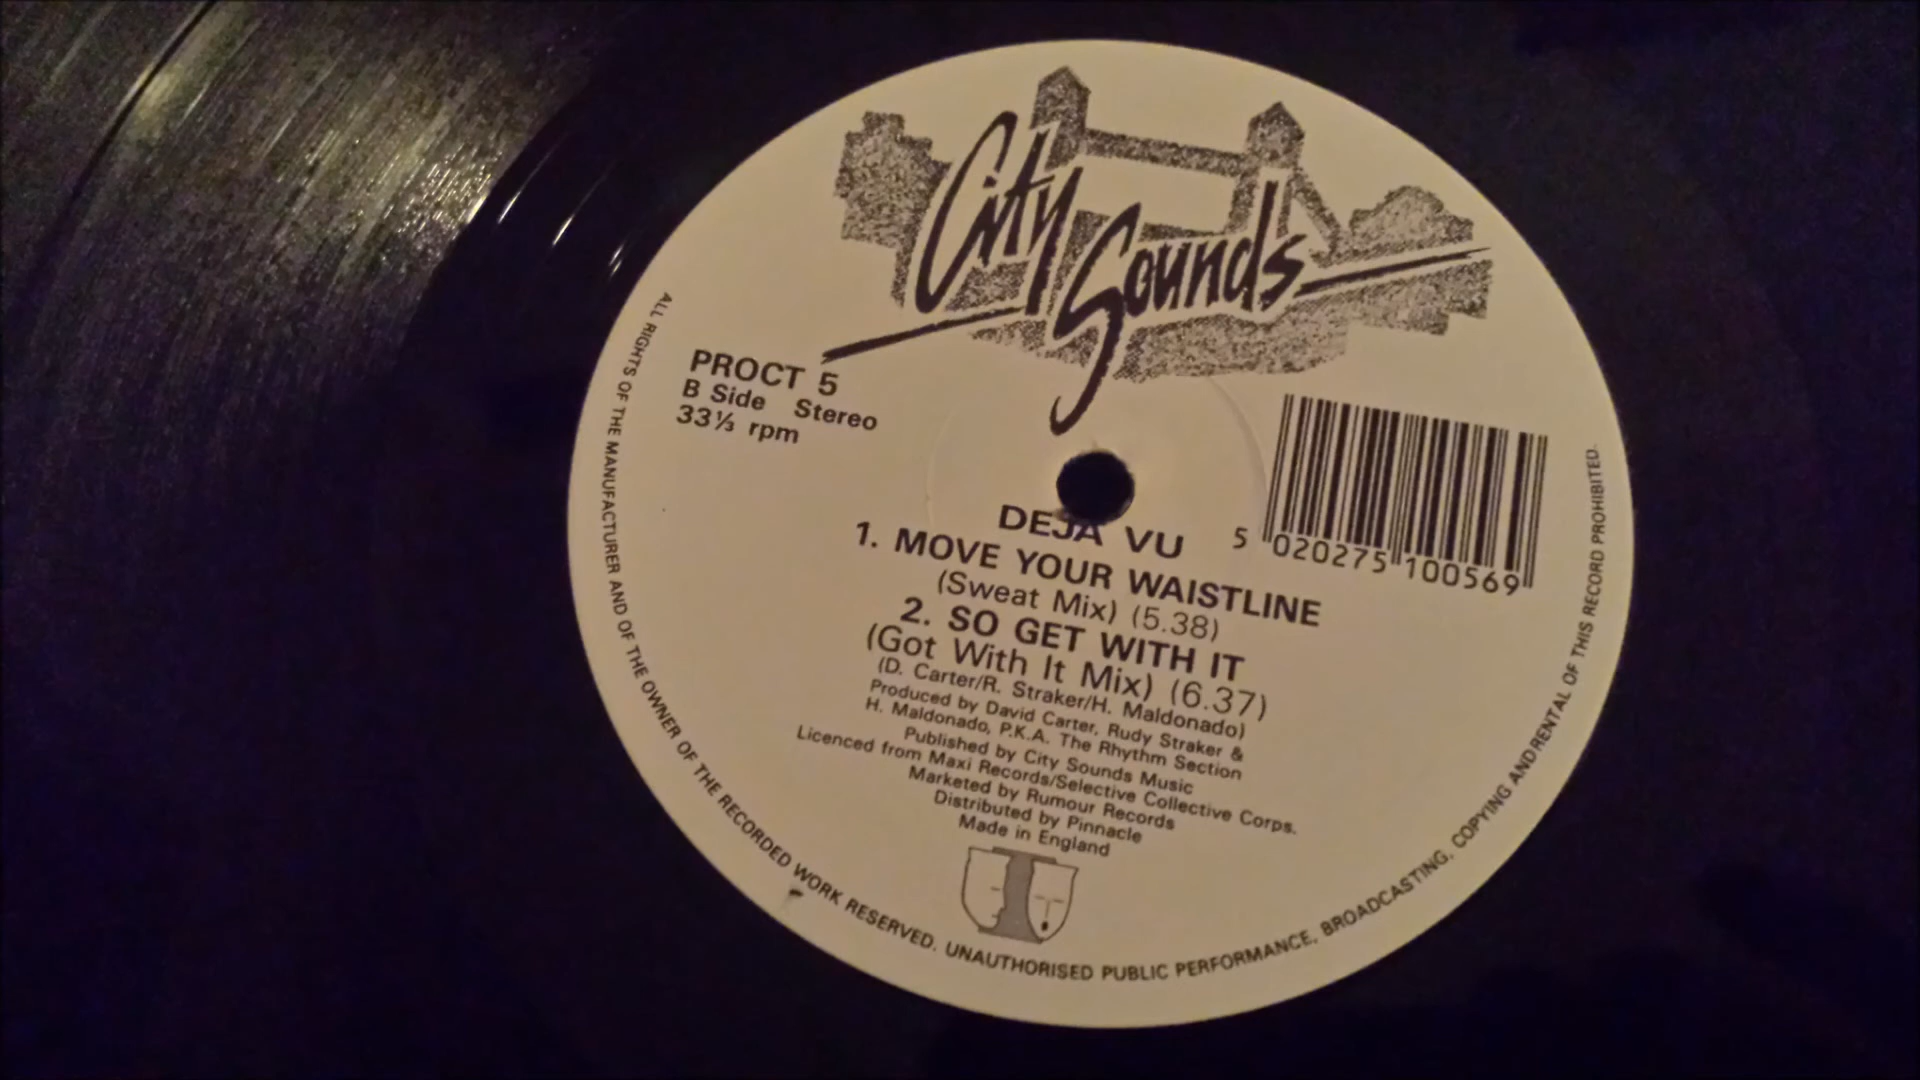 City Sounds
PROCT 5
B Side Stereo
33⅓ rpm
DEJA VU
1. MOVE YOUR WAISTLINE
(Sweat Mix) (5.38)
2. SO GET WITH IT
(Got With It Mix) (6.37)
(D. Carter/R. Straker/H. Maldonado)
Produced by David Carter, Rudy Straker &
H. Maldonado, P.K.A. The Rhythm Section
Published by City Sounds Music
Licenced from Maxi Records/Selective Collective Corps.
Marketed by Rumour Records
Distributed by Pinnacle
Made in England
5 020275 100569
ALL RIGHTS OF THE MANUFACTURER AND OF THE OWNER OF THE RECORDED WORK RESERVED. UNAUTHORISED PUBLIC PERFORMANCE, BROADCASTING, COPYING AND RENTAL OF THIS RECORD PROHIBITED.